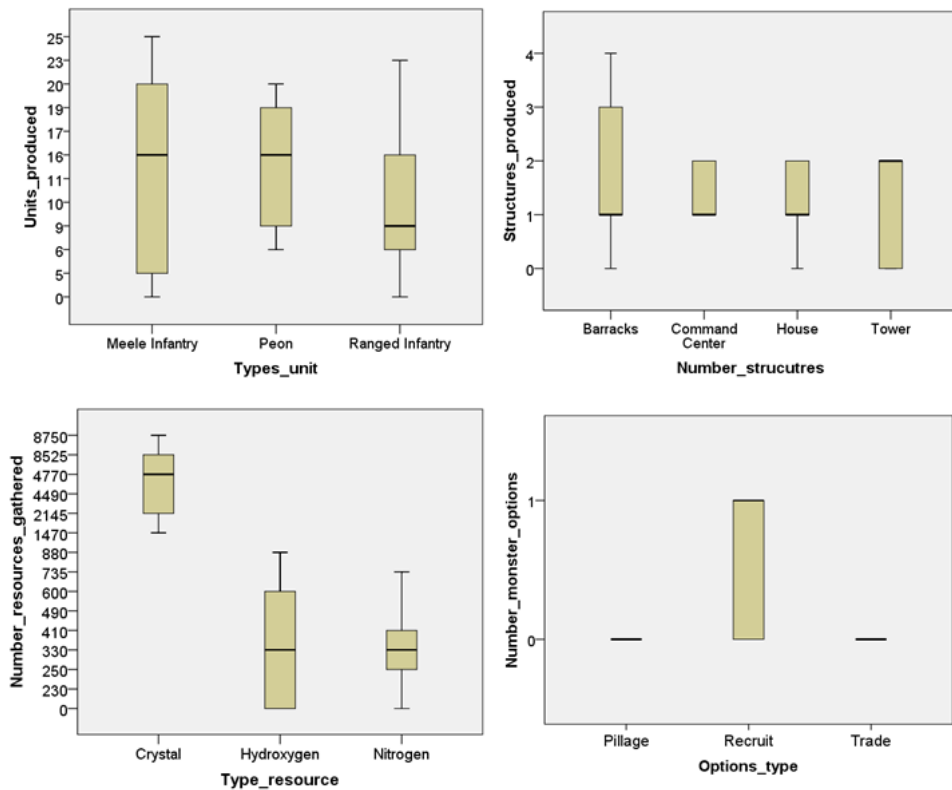 Units_produced
25
23
20
19
17
16
11
10
9
6
5
0
Meele Infantry
Peon
Ranged Infantry
Types_unit
Structures_produced
4
3
2
1
0
Barracks
Command
Center
House
Tower
Number_strucutres
Number_resources_gathered
8750
8525
4770
4490
2145
1470
880
735
600
490
410
330
250
230
0
Crystal
Hydroxygen
Nitrogen
Type_resource
Number_monster_options
1
0
Pillage
Recruit
Trade
Options_type